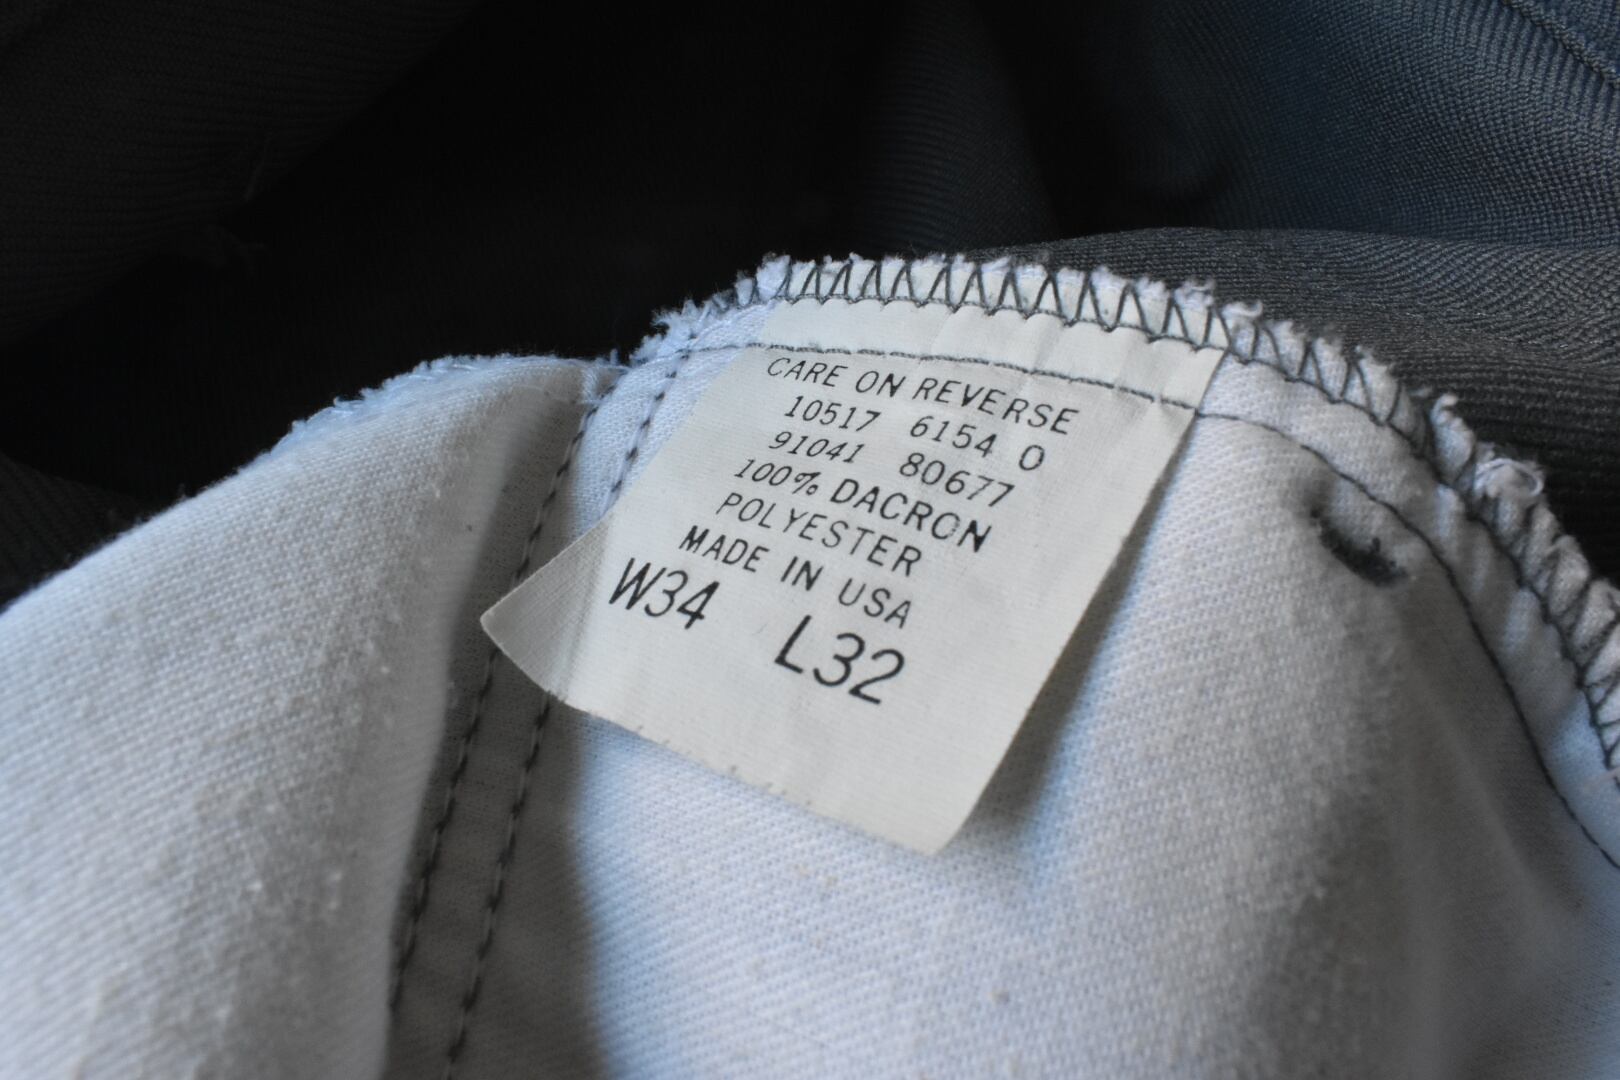 CARE ON REVERSE
10517 6154 0
91041 80677
100% DACRON
POLYESTER
MADE IN USA
W34 L32